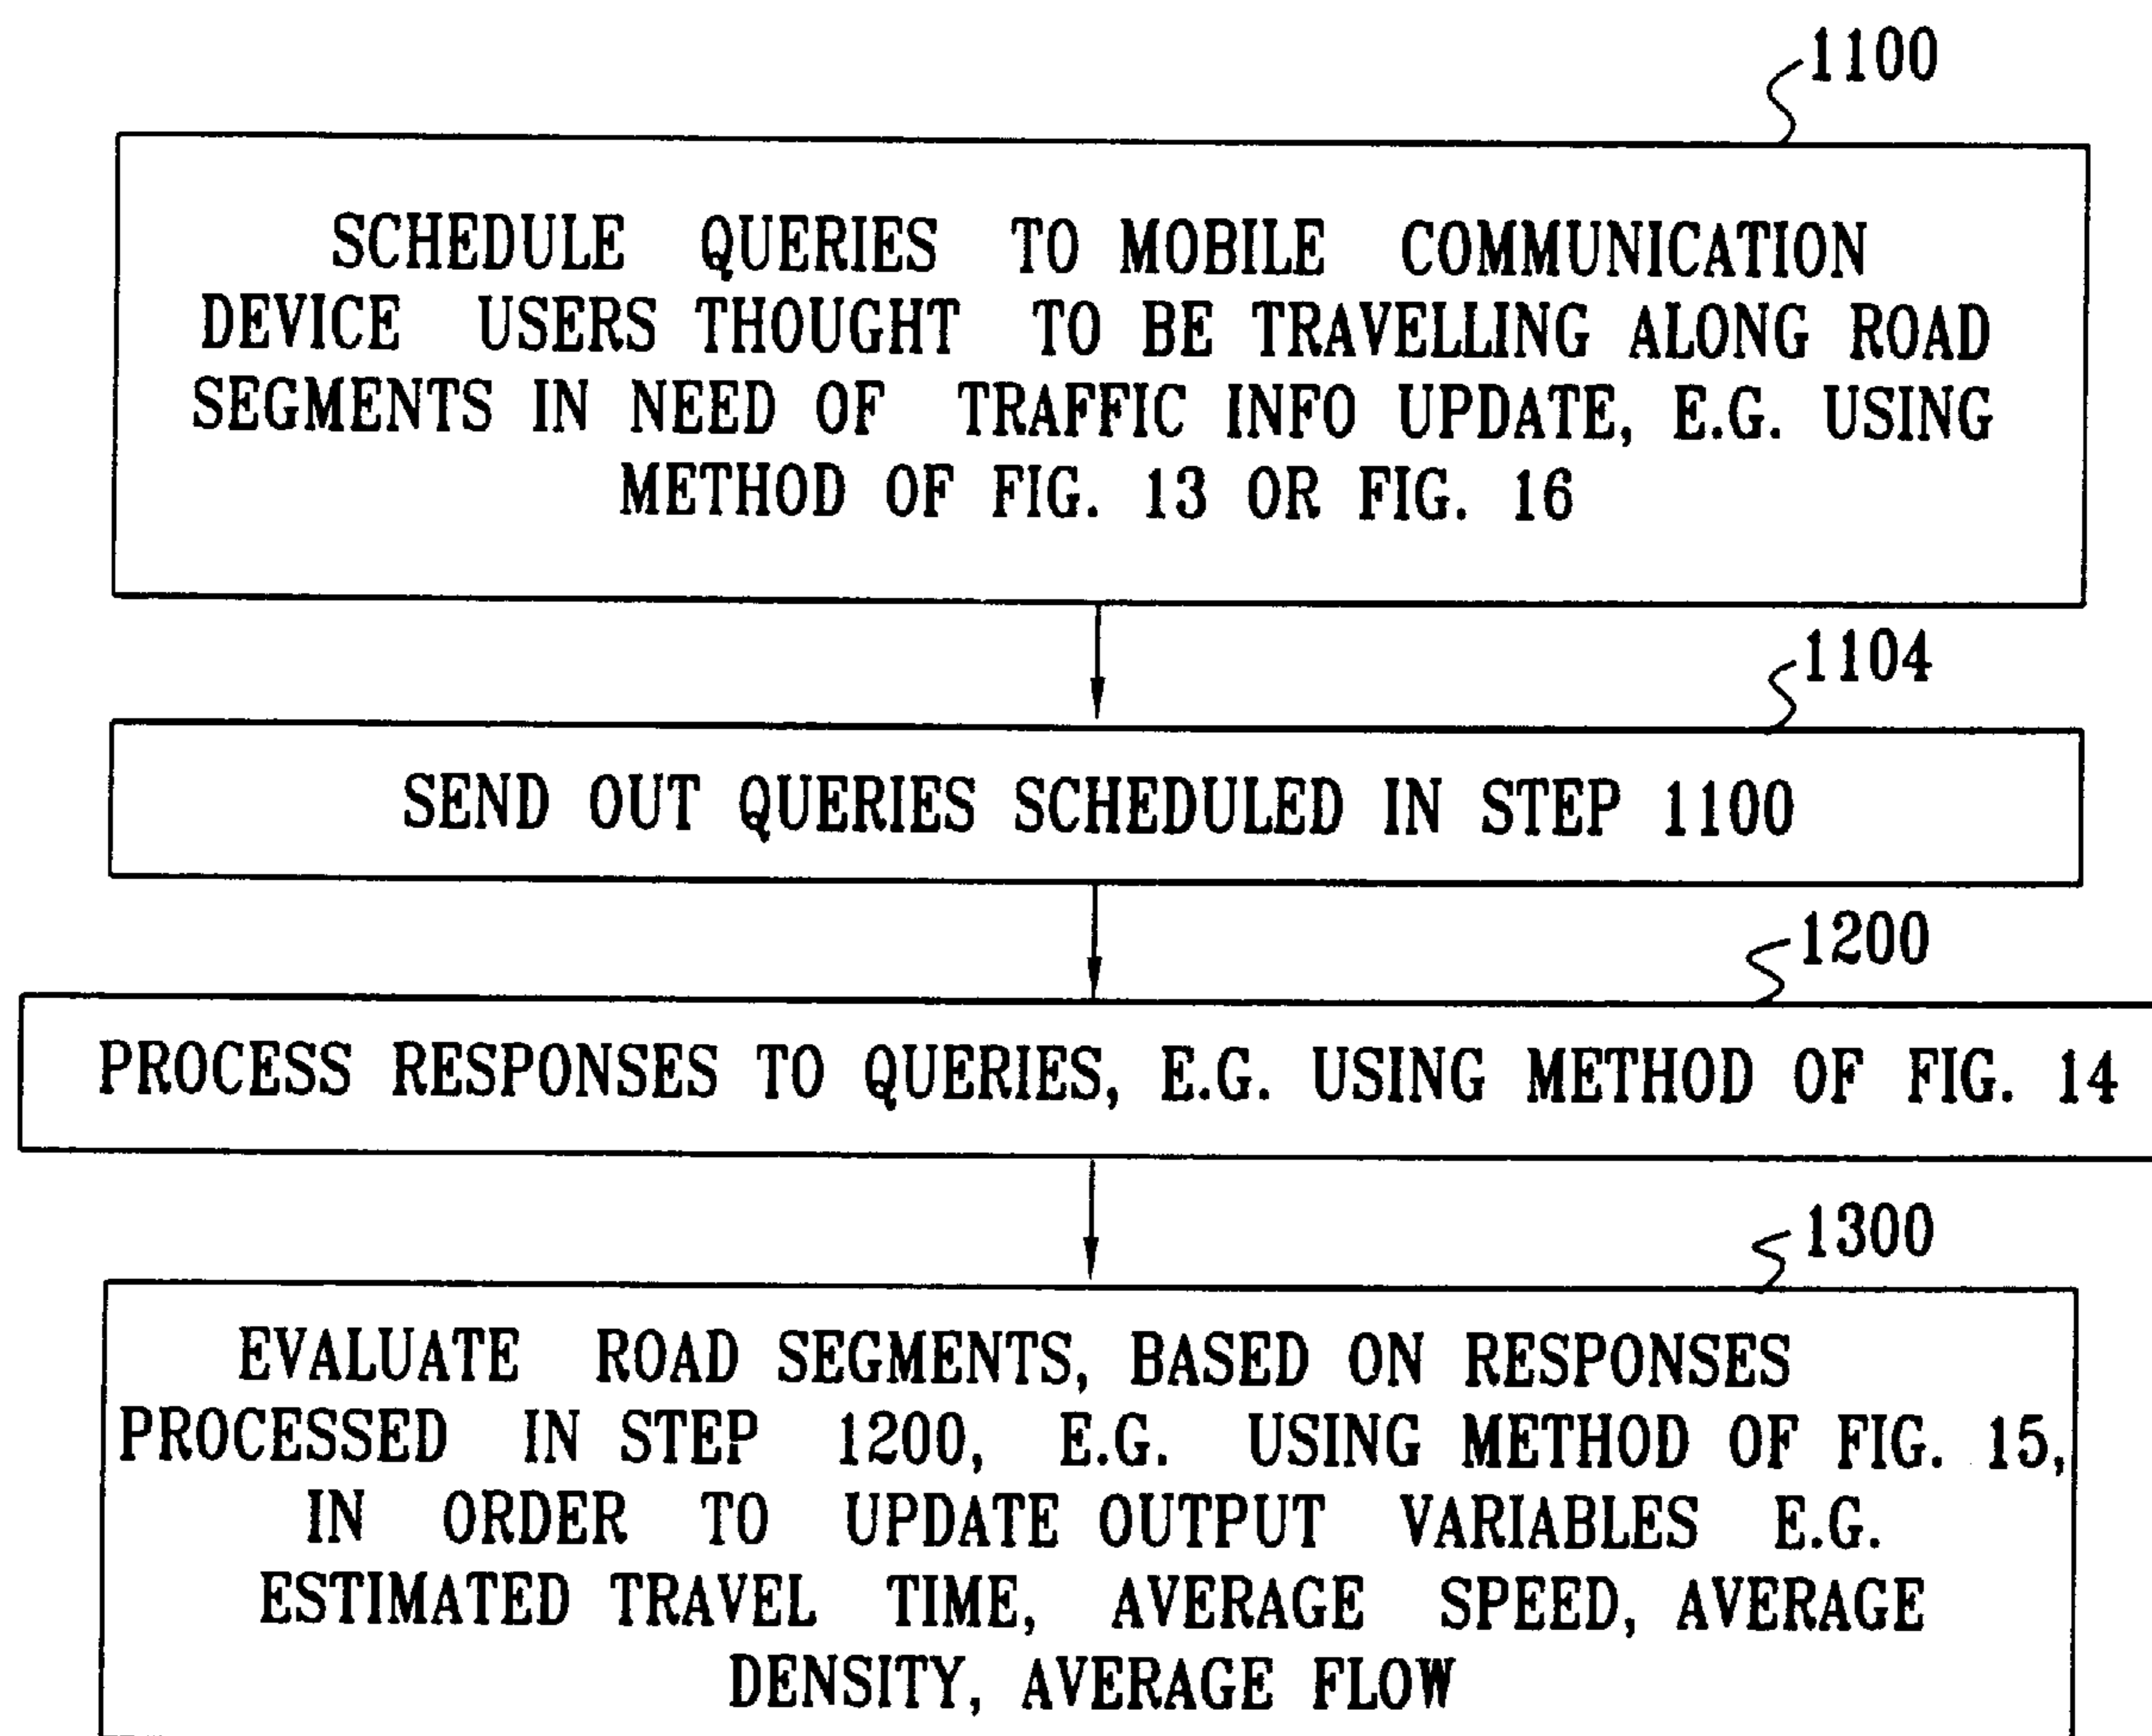 1100
SCHEDULE QUERIES TO MOBILE COMMUNICATION
DEVICE USERS THOUGHT TO BE TRAVELLING ALONG ROAD
SEGMENTS IN NEED OF TRAFFIC INFO UPDATE, E.G. USING
METHOD OF FIG. 13 OR FIG. 16
1104
SEND OUT QUERIES SCHEDULED IN STEP 1100
1200
PROCESS RESPONSES TO QUERIES, E.G. USING METHOD OF FIG. 14
1300
EVALUATE ROAD SEGMENTS, BASED ON RESPONSES
PROCESSED IN STEP 1200, E.G. USING METHOD OF FIG. 15,
IN ORDER TO UPDATE OUTPUT VARIABLES E.G.
ESTIMATED TRAVEL TIME, AVERAGE SPEED, AVERAGE
DENSITY, AVERAGE FLOW